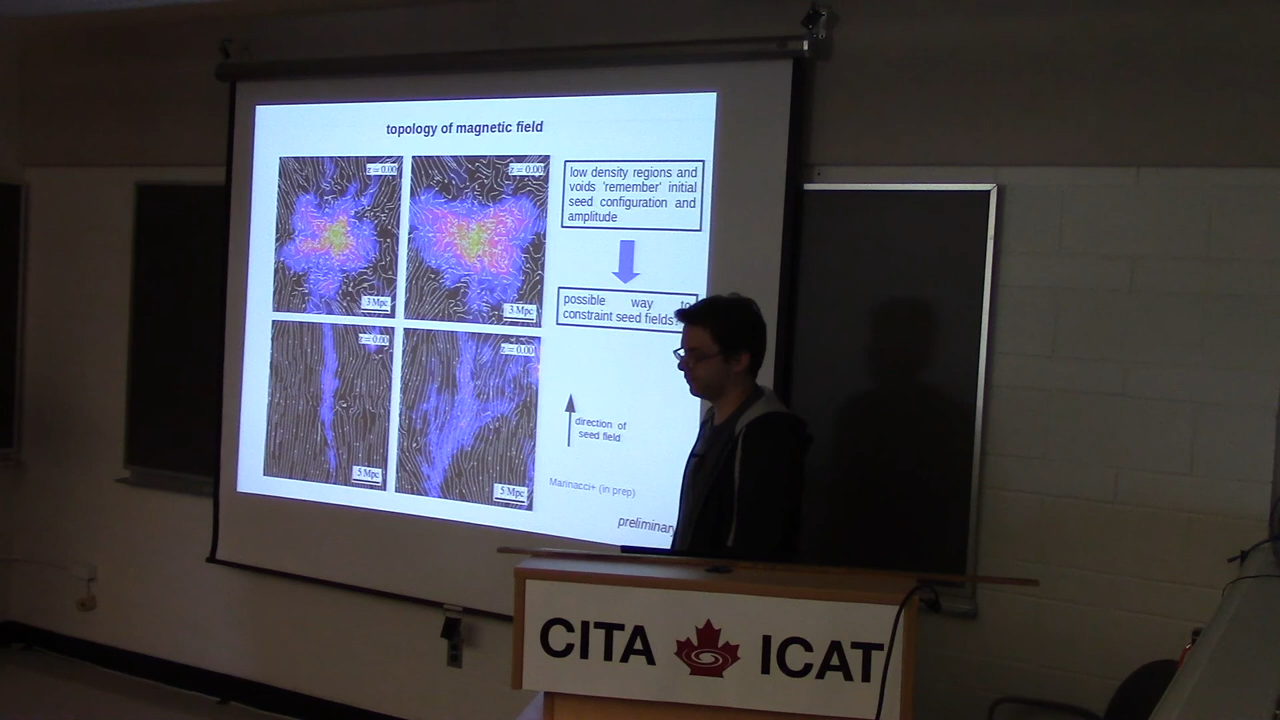 topology of magnetic field
z = 0.00
z = 0.00
3 Mpc
3 Mpc
z = 0.00
z = 0.00
5 Mpc
5 Mpc
low density regions and
voids 'remember' initial
seed configuration and
amplitude
possible way to
constraint seed fields?
direction of
seed field
Marinacci+ (in prep)
preliminary
CITA ICAT